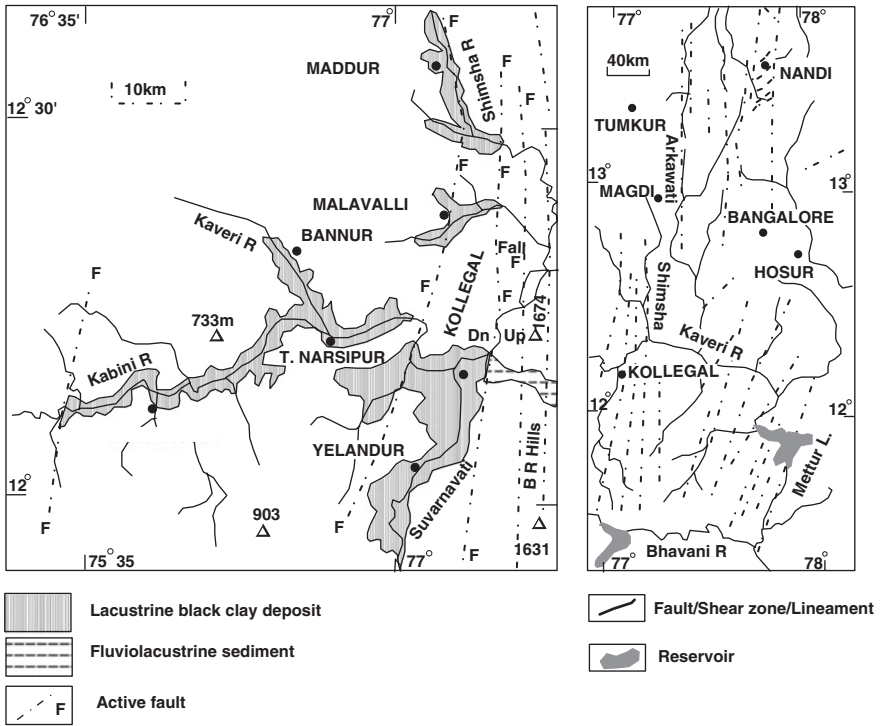 76° 35'
77°
F
Shimsha R
MADDUR
F
10km
F
12° 30'
F
F
MALAVALLI
Kaveri R
BANNUR
Fall
F
KOLLEGAL
F
F
F
733m
1674
Dn
Up
T. NARSIPUR
Kabini R
YELANDUR
B R Hills
Suvarnavati
12°
903
F
F
F
1631
75° 35
77°
77°
78°
40km
NANDI
TUMKUR
Arkawati
13°
13°
MAGDI
BANGALORE
HOSUR
Shimsha
Kaveri R
KOLLEGAL
12°
12°
Mettur L.
Bhavani R
77°
78°
Lacustrine black clay deposit
Fluviolacustrine sediment
F
Active fault
Fault/Shear zone/Lineament
Reservoir